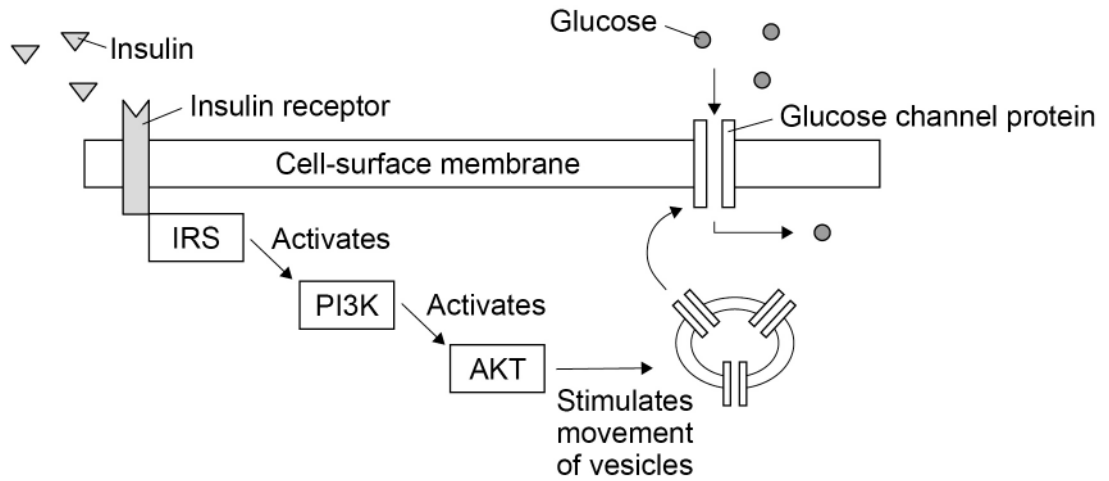 Glucose
Insulin
Insulin receptor
Glucose channel protein
Cell-surface membrane
IRS
Activates
PI3K
Activates
AKT
Stimulates
movement
of vesicles